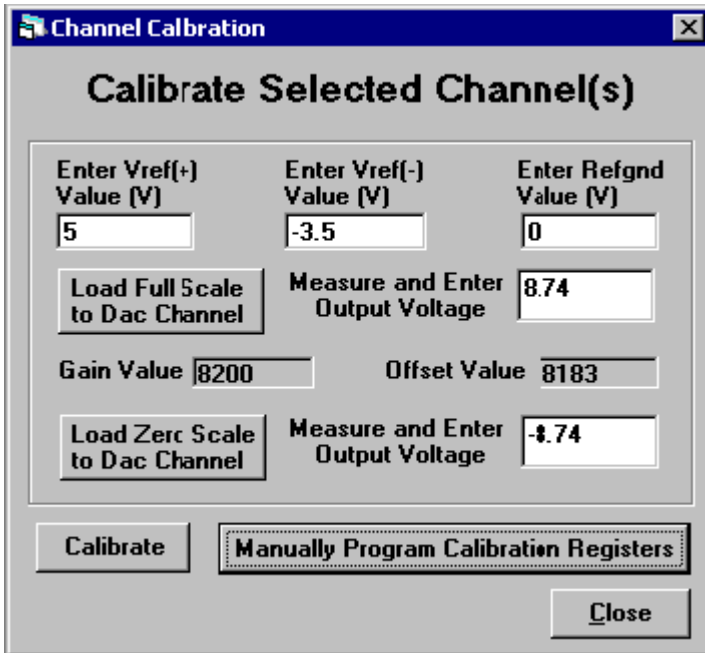 Channel Calbration
Calibrate Selected Channel(s)
Enter Vref(+)
Value (V)
Enter Vref(-)
Value (V)
Enter Refgnd
Value (V)
5
-3.5
0
Load Full Scale
to Dac Channel
Measure and Enter
Output Voltage
8.74
Gain Value 8200
Offset Value 8183
Load Zero Scale
to Dac Channel
Measure and Enter
Output Voltage
-8.74
Calibrate
Manually Program Calibration Registers
Close